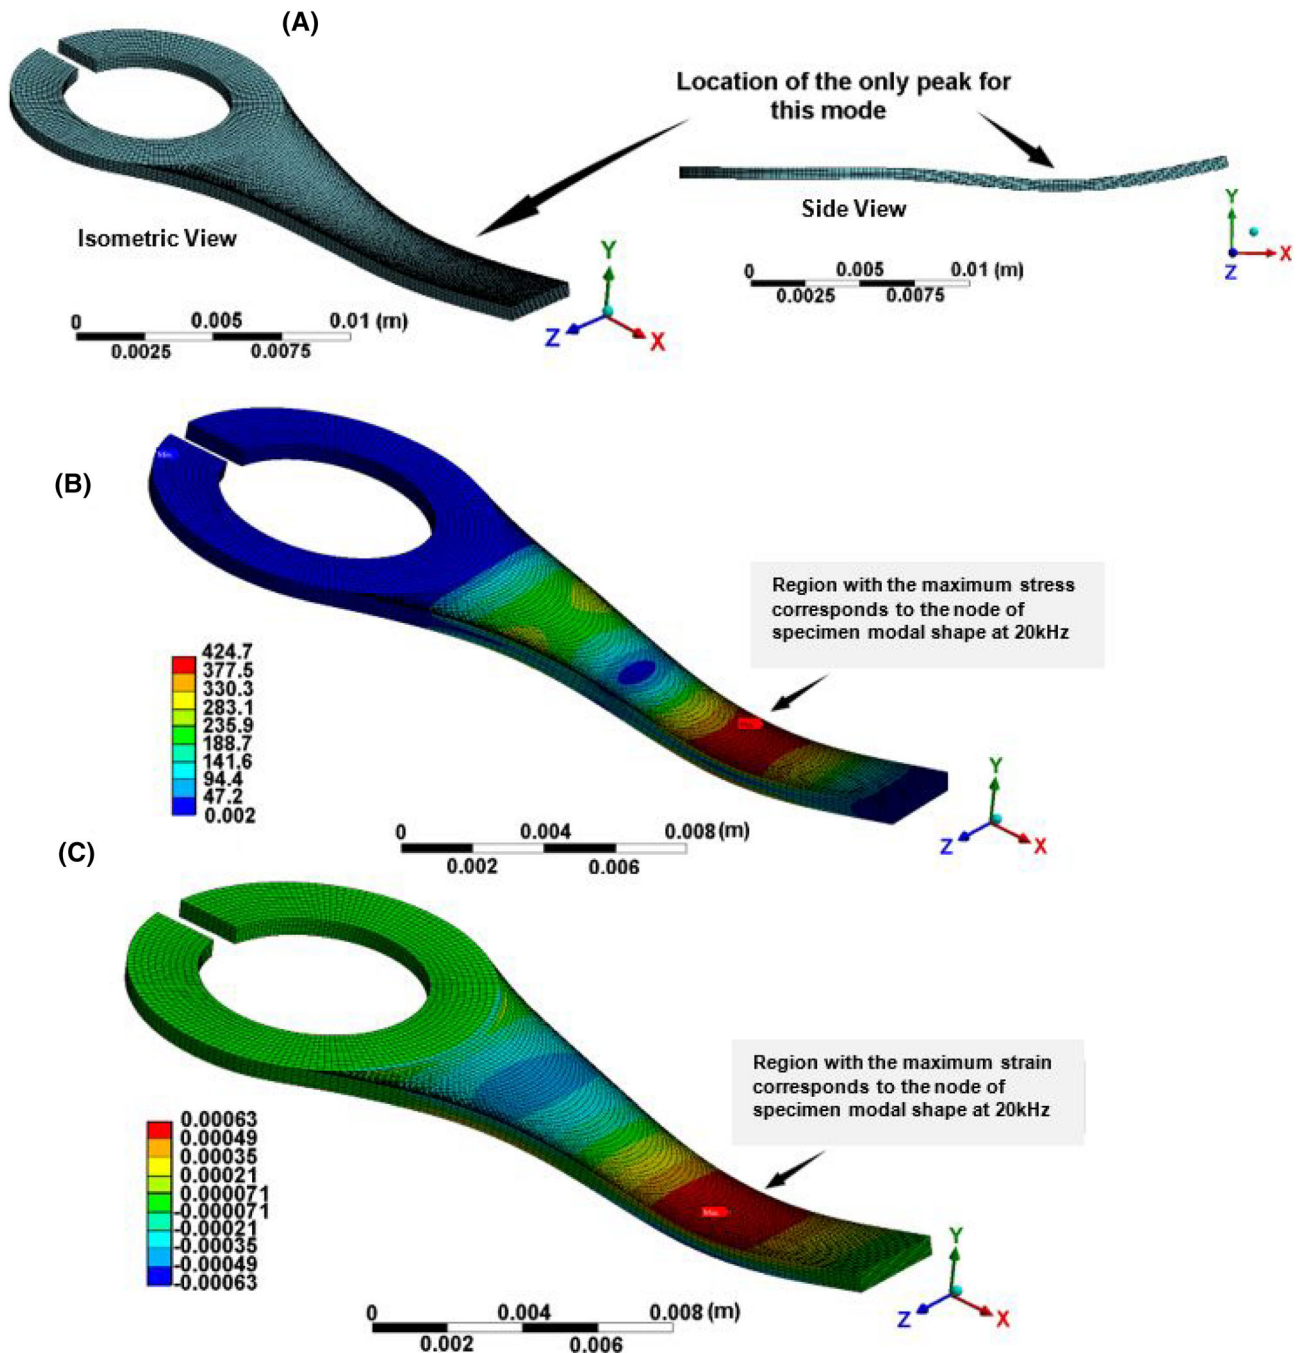 (A)
Location of the only peak for
this mode
Isometric View
Side View
Y
Z
X
Y
X
Z
0 0.005 0.01 (m)
0.0025 0.0075
0 0.005 0.01 (m)
0.0025 0.0075
(B)
Min
Region with the maximum stress
corresponds to the node of
specimen modal shape at 20kHz
424.7
377.5
330.3
283.1
235.9
188.7
141.6
94.4
47.2
0.002
Y
Z
X
0 0.004 0.008 (m)
0.002 0.006
(C)
Region with the maximum strain
corresponds to the node of
specimen modal shape at 20kHz
Max
0.00063
0.00049
0.00035
0.00021
0.000071
-0.000071
-0.00021
-0.00035
-0.00049
-0.00063
Y
Z
X
0 0.004 0.008 (m)
0.002 0.006